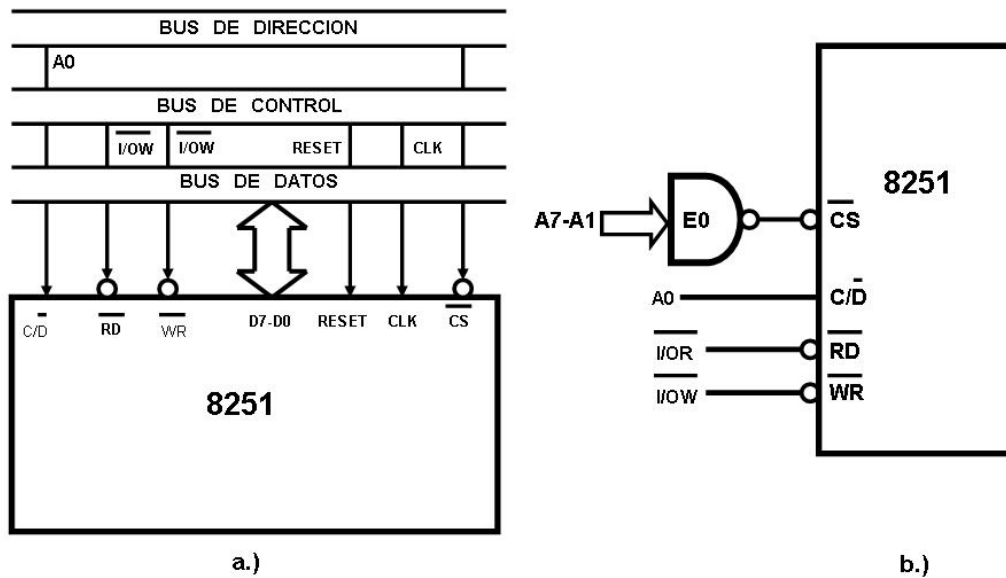 BUS DE DIRECCION
A0
BUS DE CONTROL
I/OW I/OW RESET CLK
BUS DE DATOS
C/D RD WR D7-D0 RESET CLK CS
8251
a.)
8251
A7-A1 E0 CS
A0 C/D
I/OR RD
I/OW WR
b.)